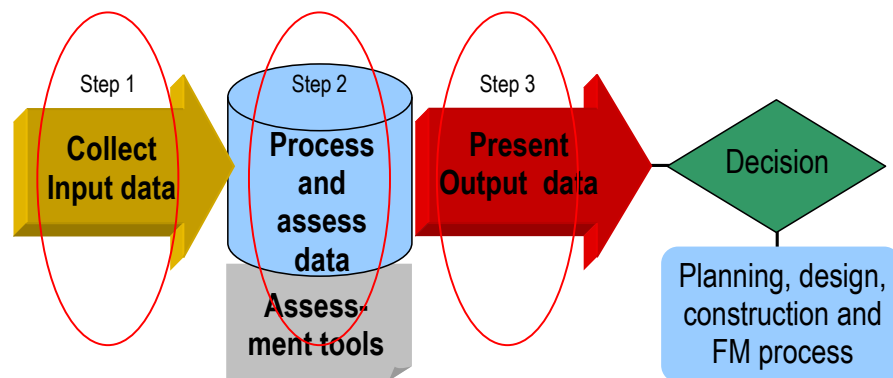 Step 1
Collect
Input data
Step 2
Process
and
assess
data
Assess-
ment tools
Step 3
Present
Output data
Decision
Planning, design,
construction and
FM process